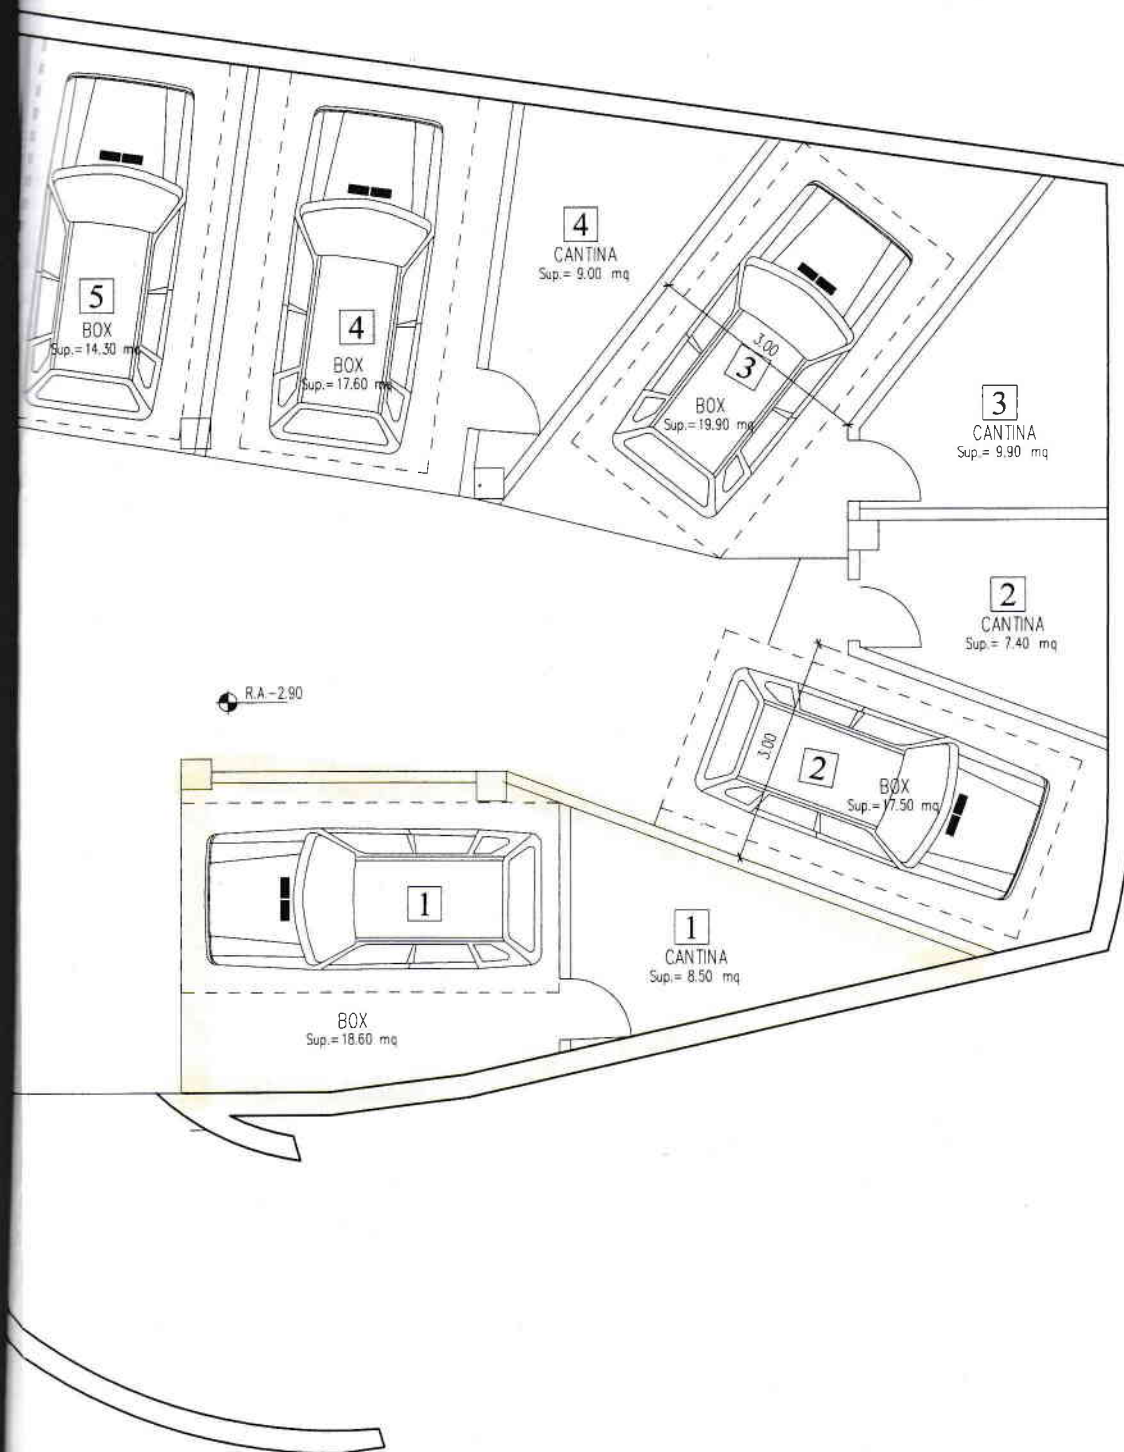 4
CANTINA
Sup.= 9.00 mq
5
BOX
Sup.=14.30 mq
4
BOX
Sup.=17.60 mq
3.00
3
BOX
Sup.=19.90 mq
3
CANTINA
Sup.= 9.90 mq
2
CANTINA
Sup.= 7.40 mq
R.A.-2.90
3.00
2
BOX
Sup.=17.50 mq
1
1
CANTINA
Sup.= 8.50 mq
BOX
Sup.=18.60 mq